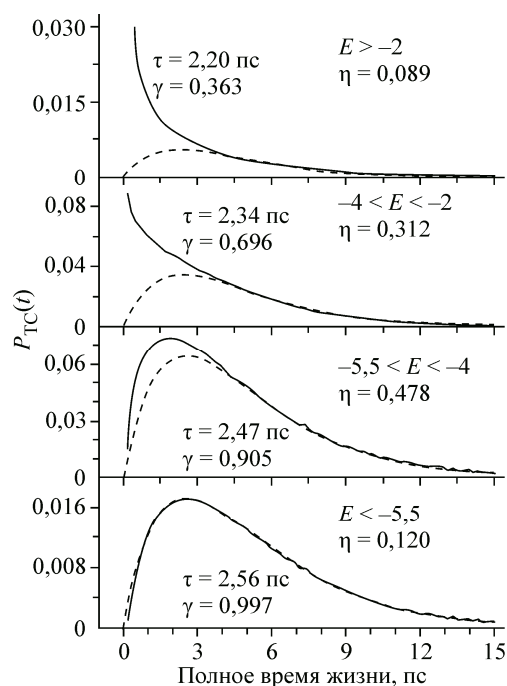 0,030
0,015
0
τ = 2,20 пс
γ = 0,363
E > –2
η = 0,089
0,08
0,04
0
τ = 2,34 пс
γ = 0,696
–4 < E < –2
η = 0,312
P_TC(t)
0,06
0,03
0
–5,5 < E < –4
η = 0,478
τ = 2,47 пс
γ = 0,905
0,016
0,008
0
E < –5,5
η = 0,120
τ = 2,56 пс
γ = 0,997
0 3 6 9 12 15
Полное время жизни, пс